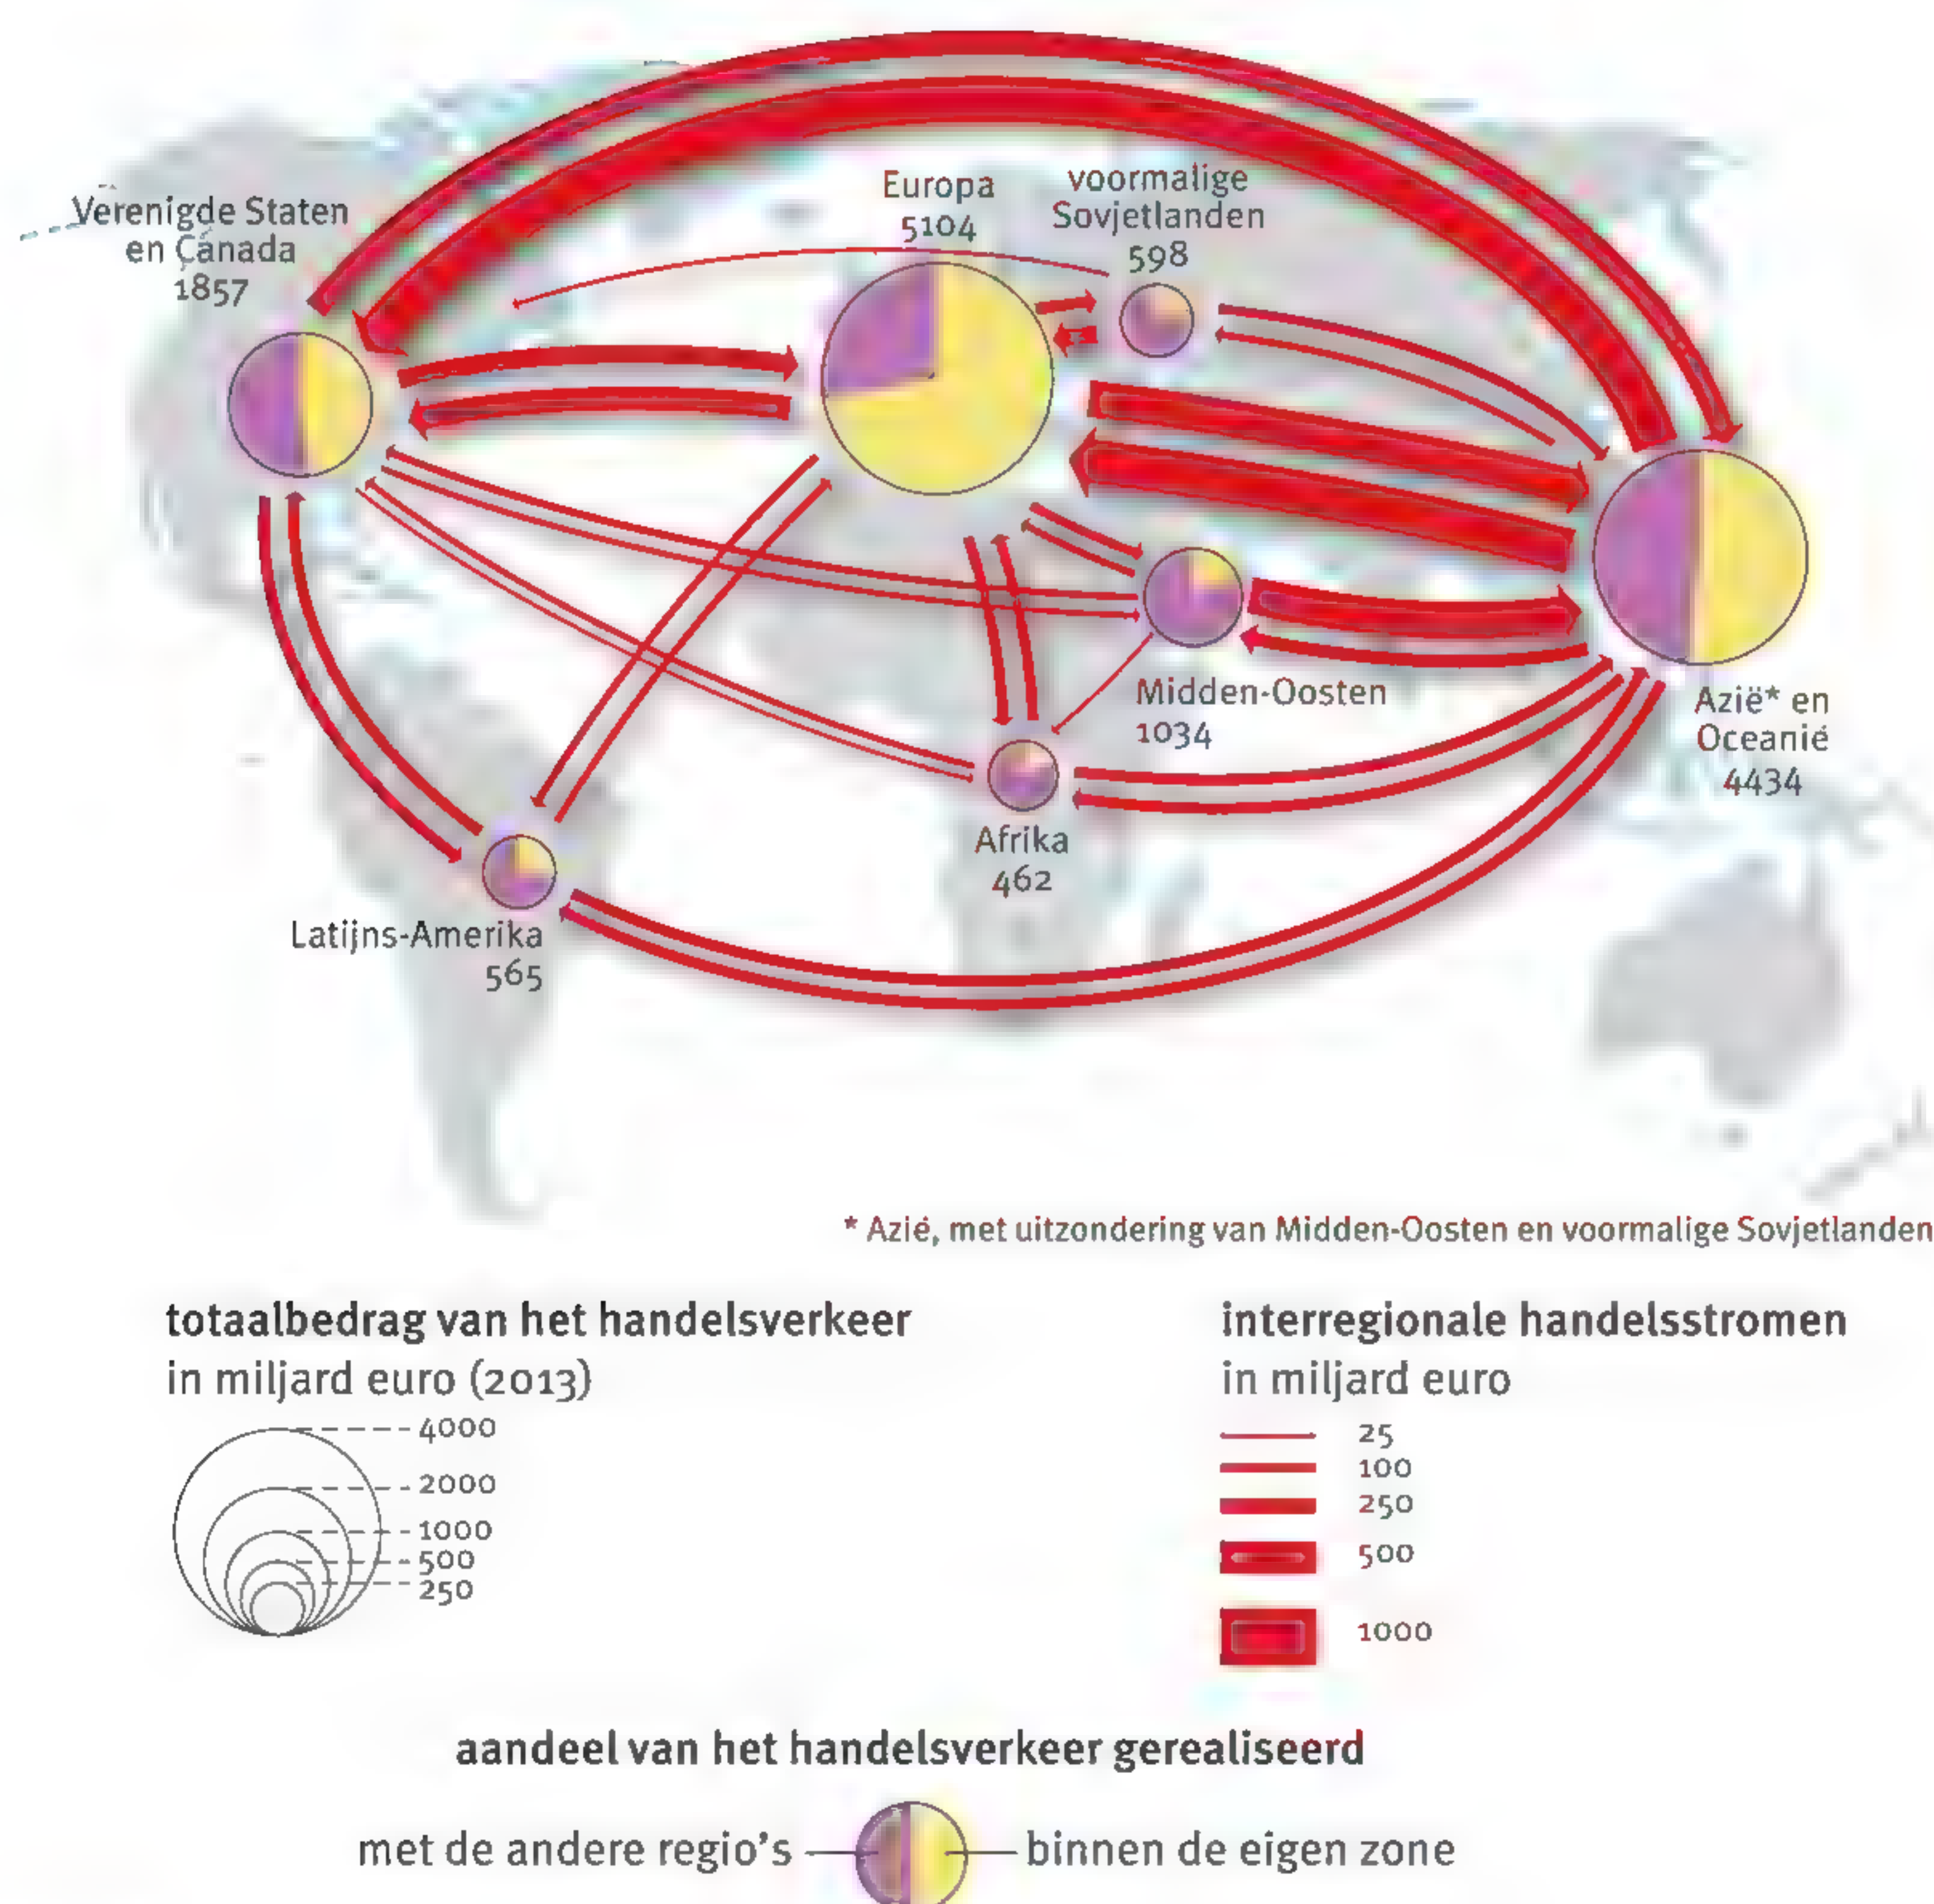 Verenigde Staten
en Canada
1857
Europa
5104
voormalige
Sovjetlanden
598
Midden-Oosten
1034
Azië* en
Oceanië
4434
Afrika
462
Latijns-Amerika
565
* Azië, met uitzondering van Midden-Oosten en voormalige Sovjetlanden
totaalbedrag van het handelsverkeer
in miljard euro (2013)
4000
2000
1000
500
250
interregionale handelsstromen
in miljard euro
25
100
250
500
1000
aandeel van het handelsverkeer gerealiseerd
met de andere regio's
binnen de eigen zone